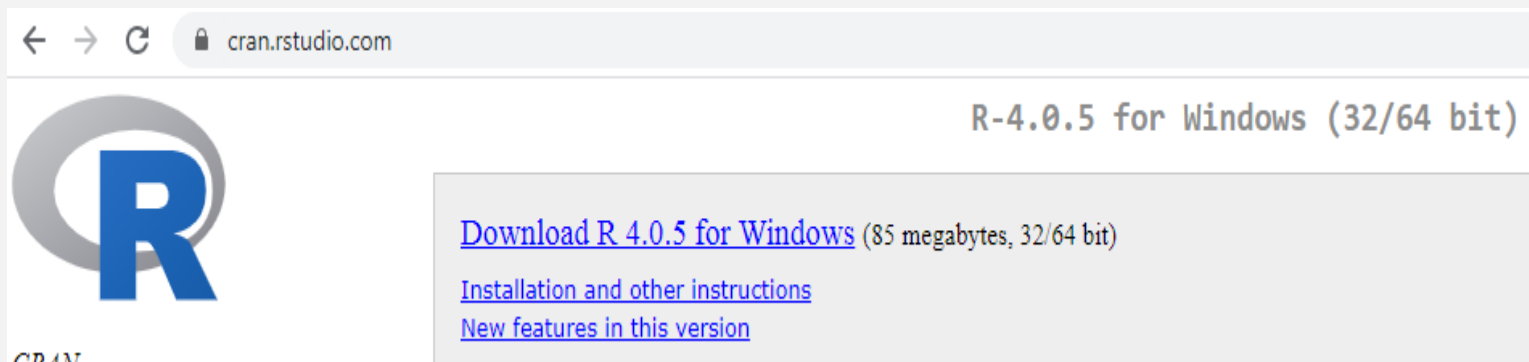 cran.rstudio.com
R
R-4.0.5 for Windows (32/64 bit)
Download R 4.0.5 for Windows (85 megabytes, 32/64 bit)
Installation and other instructions
New features in this version
CRAN